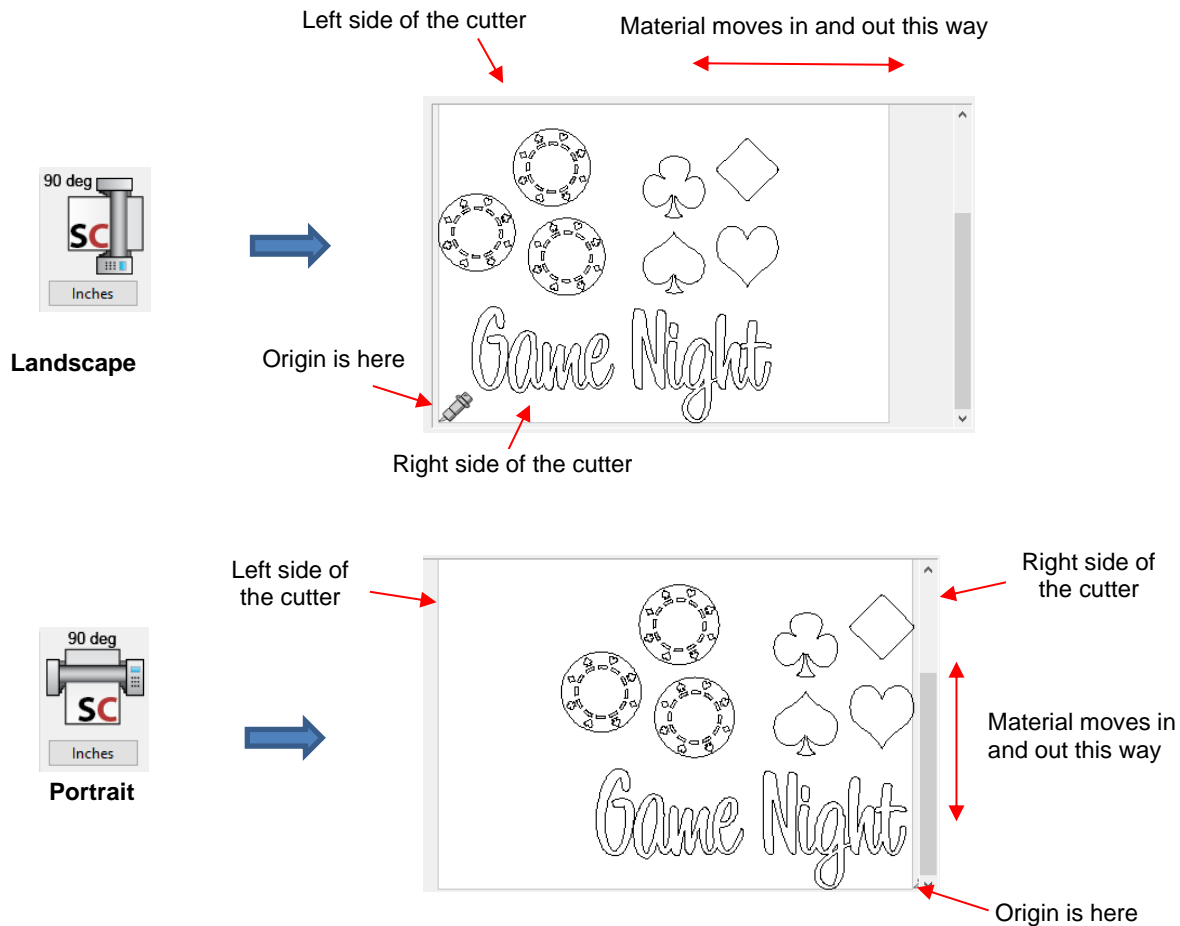 Left side of the cutter
Material moves in and out this way
90 deg
SC
Inches
Landscape
Origin is here
Game Night
Right side of the cutter
Left side of
the cutter
Right side of
the cutter
90 deg
SC
Inches
Portrait
Material moves in
and out this way
Game Night
Origin is here